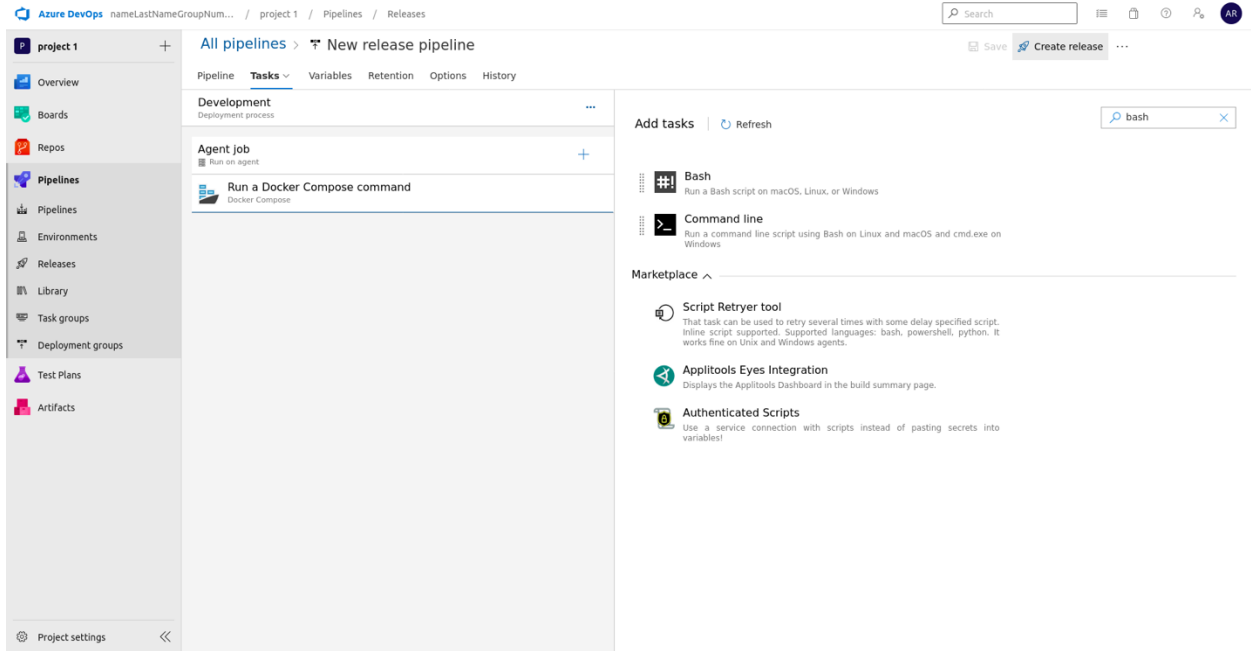 Azure DevOps nameLastNameGroupNum... / project 1 / Pipelines / Releases
Search
AR
P project 1
All pipelines > New release pipeline
Save
Create release
Pipeline Tasks Variables Retention Options History
Overview
Boards
Repos
Pipelines
Pipelines
Environments
Releases
Library
Task groups
Deployment groups
Test Plans
Artifacts
Project settings
Development
Deployment process
Agent job
Run on agent
Run a Docker Compose command
Docker Compose
Add tasks
Refresh
bash
Bash
Run a Bash script on macOS, Linux, or Windows
Command line
Run a command line script using Bash on Linux and macOS and cmd.exe on
Windows
Marketplace
Script Retryer tool
That task can be used to retry several times with some delay specified script.
Inline script supported. Supported languages: bash, powershell, python. It
works fine on Unix and Windows agents.
Applitools Eyes Integration
Displays the Applitools Dashboard in the build summary page.
Authenticated Scripts
Use a service connection with scripts instead of pasting secrets into
variables!